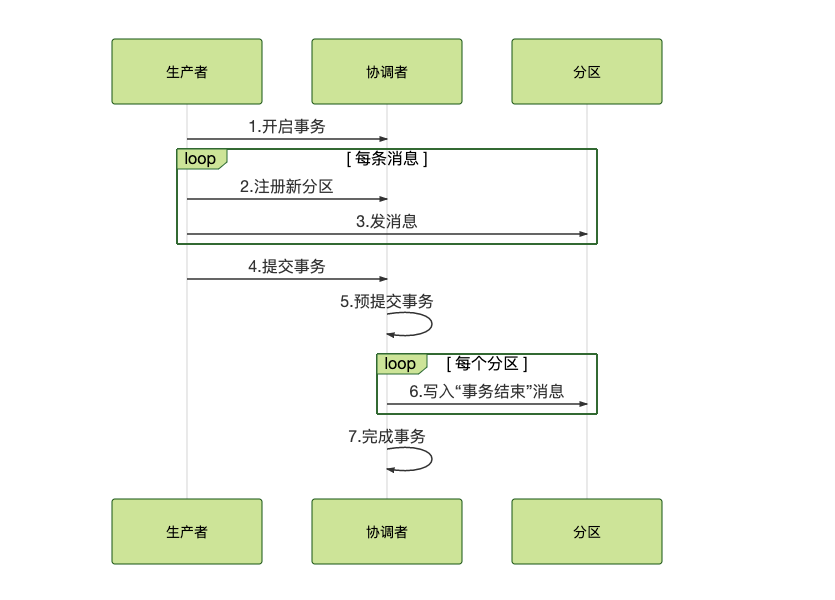 生产者
协调者
分区
1.开启事务
loop
[ 每条消息 ]
2.注册新分区
3.发消息
4.提交事务
5.预提交事务
loop
[ 每个分区 ]
6.写入“事务结束”消息
7.完成事务
生产者
协调者
分区